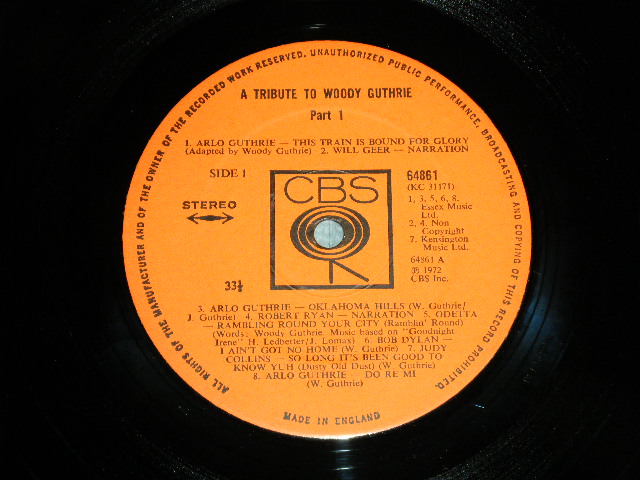 ALL RIGHTS OF THE MANUFACTURER AND OF THE OWNER OF THE RECORDED WORK RESERVED. UNAUTHORIZED PUBLIC PERFORMANCE, BROADCASTING AND COPYING OF THIS RECORD PROHIBITED.
A TRIBUTE TO WOODY GUTHRIE
Part 1
1. ARLO GUTHRIE — THIS TRAIN IS BOUND FOR GLORY
(Adapted by Woody Guthrie) 2. WILL GEER — NARRATION
SIDE 1
STEREO
33⅓
CBS
64861
(KC 31171)
1, 3, 5, 6, 8.
Essex Music
Ltd.
2, 4. Non
Copyright
7. Kensington
Music Ltd.
64861 A
℗ 1972
CBS Inc.
3. ARLO GUTHRIE — OKLAHOMA HILLS (W. Guthrie/
J. Guthrie) 4. ROBERT RYAN — NARRATION 5. ODETTA
— RAMBLING ROUND YOUR CITY (Ramblin' Round)
(Words: Woody Guthrie. Music based on "Goodnight
Irene" H. Ledbetter/J. Lomax) 6. BOB DYLAN —
I AIN'T GOT NO HOME (W. Guthrie) 7. JUDY
COLLINS — SO LONG IT'S BEEN GOOD TO
KNOW YUH (Dusty Old Dust) (W. Guthrie)
8. ARLO GUTHRIE — DO RE MI
(W. Guthrie)
MADE IN ENGLAND